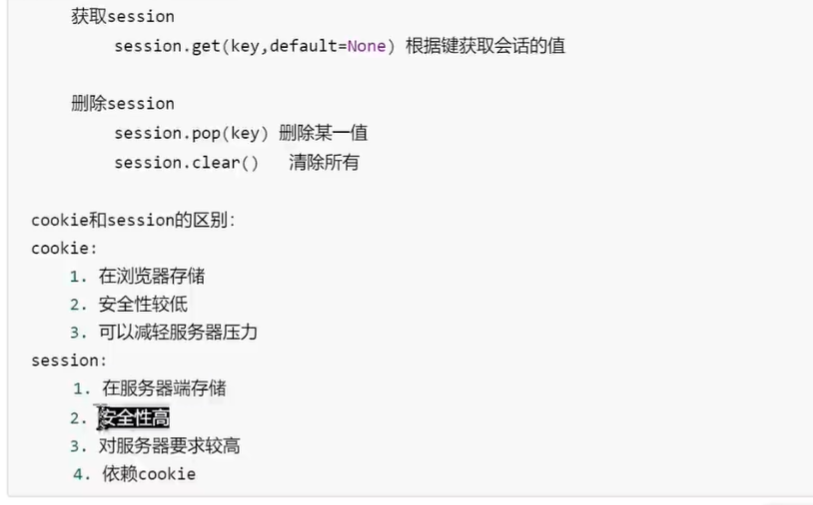 获取session
session.get(key,default=None) 根据键获取会话的值
删除session
session.pop(key) 删除某一值
session.clear() 清除所有
cookie和session的区别:
cookie:
1. 在浏览器存储
2. 安全性较低
3. 可以减轻服务器压力
session:
1. 在服务器端存储
2. 安全性高
3. 对服务器要求较高
4. 依赖cookie